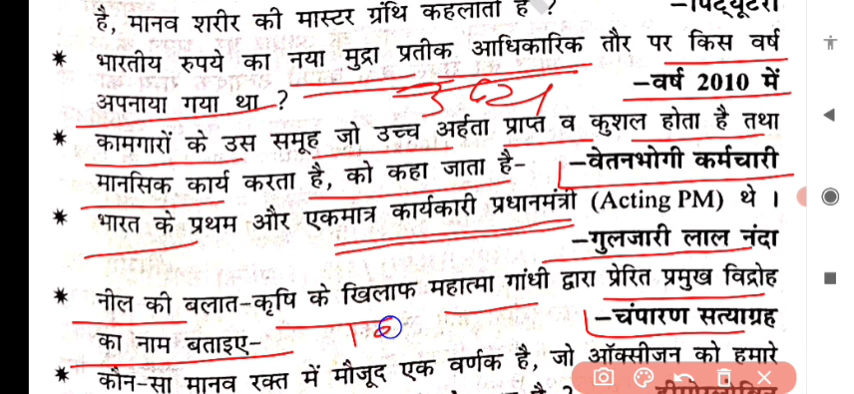 है, मानव शरीर की मास्टर ग्रंथि कहलाती है ? –पिट्यूटरी
* भारतीय रुपये का नया मुद्रा प्रतीक आधिकारिक तौर पर किस वर्ष
अपनाया गया था ? –वर्ष 2010 में
* कामगारों के उस समूह जो उच्च अर्हता प्राप्त व कुशल होता है तथा
मानसिक कार्य करता है, को कहा जाता है- –वेतनभोगी कर्मचारी
* भारत के प्रथम और एकमात्र कार्यकारी प्रधानमंत्री (Acting PM) थे ।
–गुलजारी लाल नंदा
* नील की बलात-कृषि के खिलाफ महात्मा गांधी द्वारा प्रेरित प्रमुख विद्रोह
का नाम बताइए- –चंपारण सत्याग्रह
* कौन-सा मानव रक्त में मौजूद एक वर्णक है, जो ऑक्सीजन को हमारे